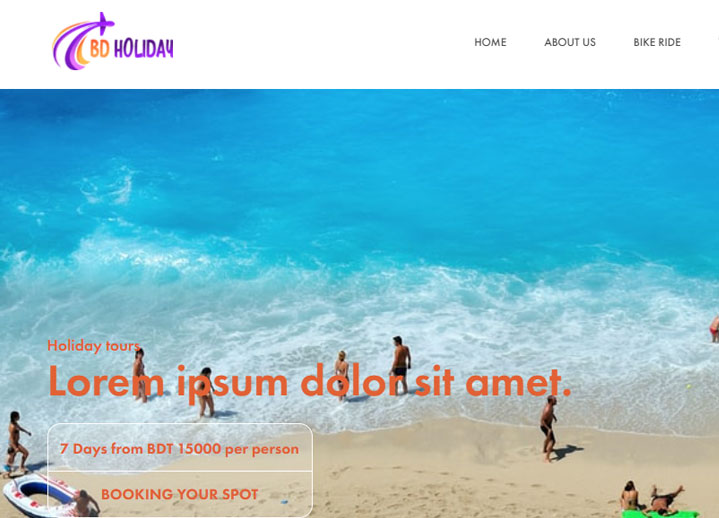 BD HOLIDAY
HOME ABOUT US BIKE RIDE
Holiday tours
Lorem ipsum dolor sit amet.
7 Days from BDT 15000 per person
BOOKING YOUR SPOT